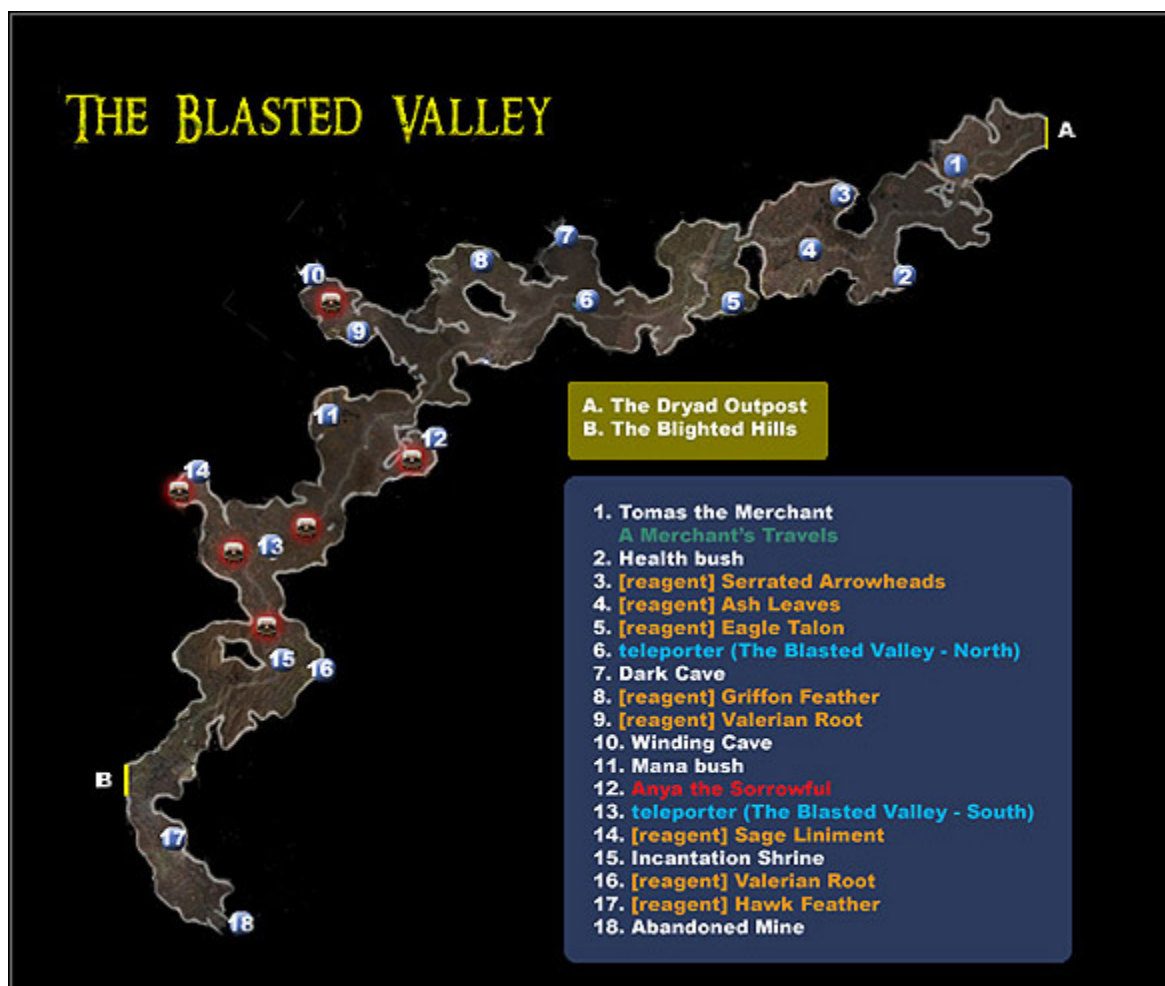 THE BLASTED VALLEY
A
1
3
4
2
7
8
6
5
10
9
11
12
14
13
15
16
B
17
18
A. The Dryad Outpost
B. The Blighted Hills
1. Tomas the Merchant
A Merchant's Travels
2. Health bush
3. [reagent] Serrated Arrowheads
4. [reagent] Ash Leaves
5. [reagent] Eagle Talon
6. teleporter (The Blasted Valley - North)
7. Dark Cave
8. [reagent] Griffon Feather
9. [reagent] Valerian Root
10. Winding Cave
11. Mana bush
12. Anya the Sorrowful
13. teleporter (The Blasted Valley - South)
14. [reagent] Sage Liniment
15. Incantation Shrine
16. [reagent] Valerian Root
17. [reagent] Hawk Feather
18. Abandoned Mine